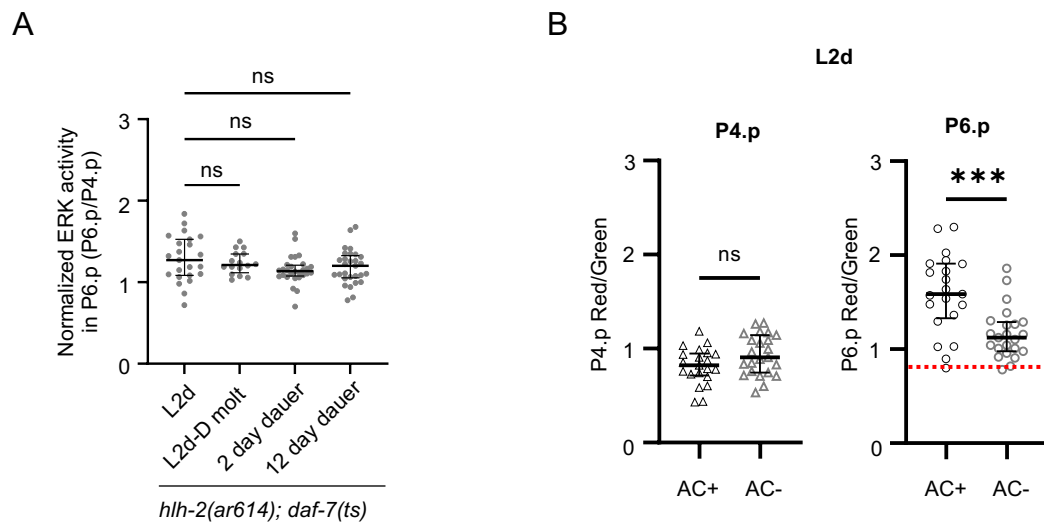 A
ns
ns
ns
3
2
1
0
Normalized ERK activity
in P6.p (P6.p/P4.p)
L2d
L2d-D molt
2 day dauer
12 day dauer
hlh-2(ar614); daf-7(ts)
B
L2d
P4.p
3
2
1
0
P4.p Red/Green
ns
AC+
AC-
P6.p
3
2
1
0
P6.p Red/Green
***
AC+
AC-